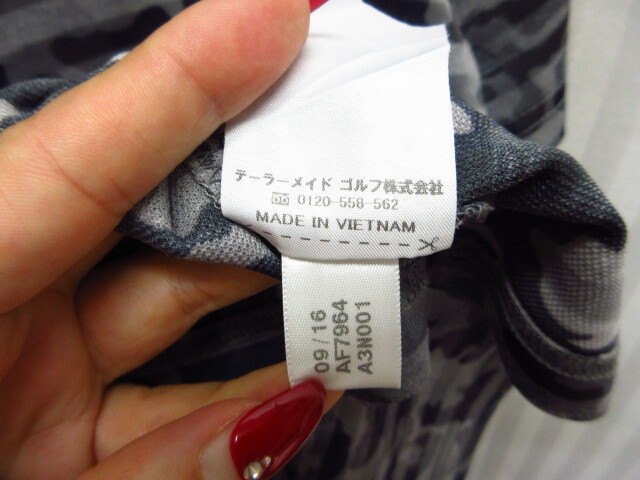 テーラーメイド ゴルフ株式会社
0120-558-562
MADE IN VIETNAM
09/16
AF7964
A3N001